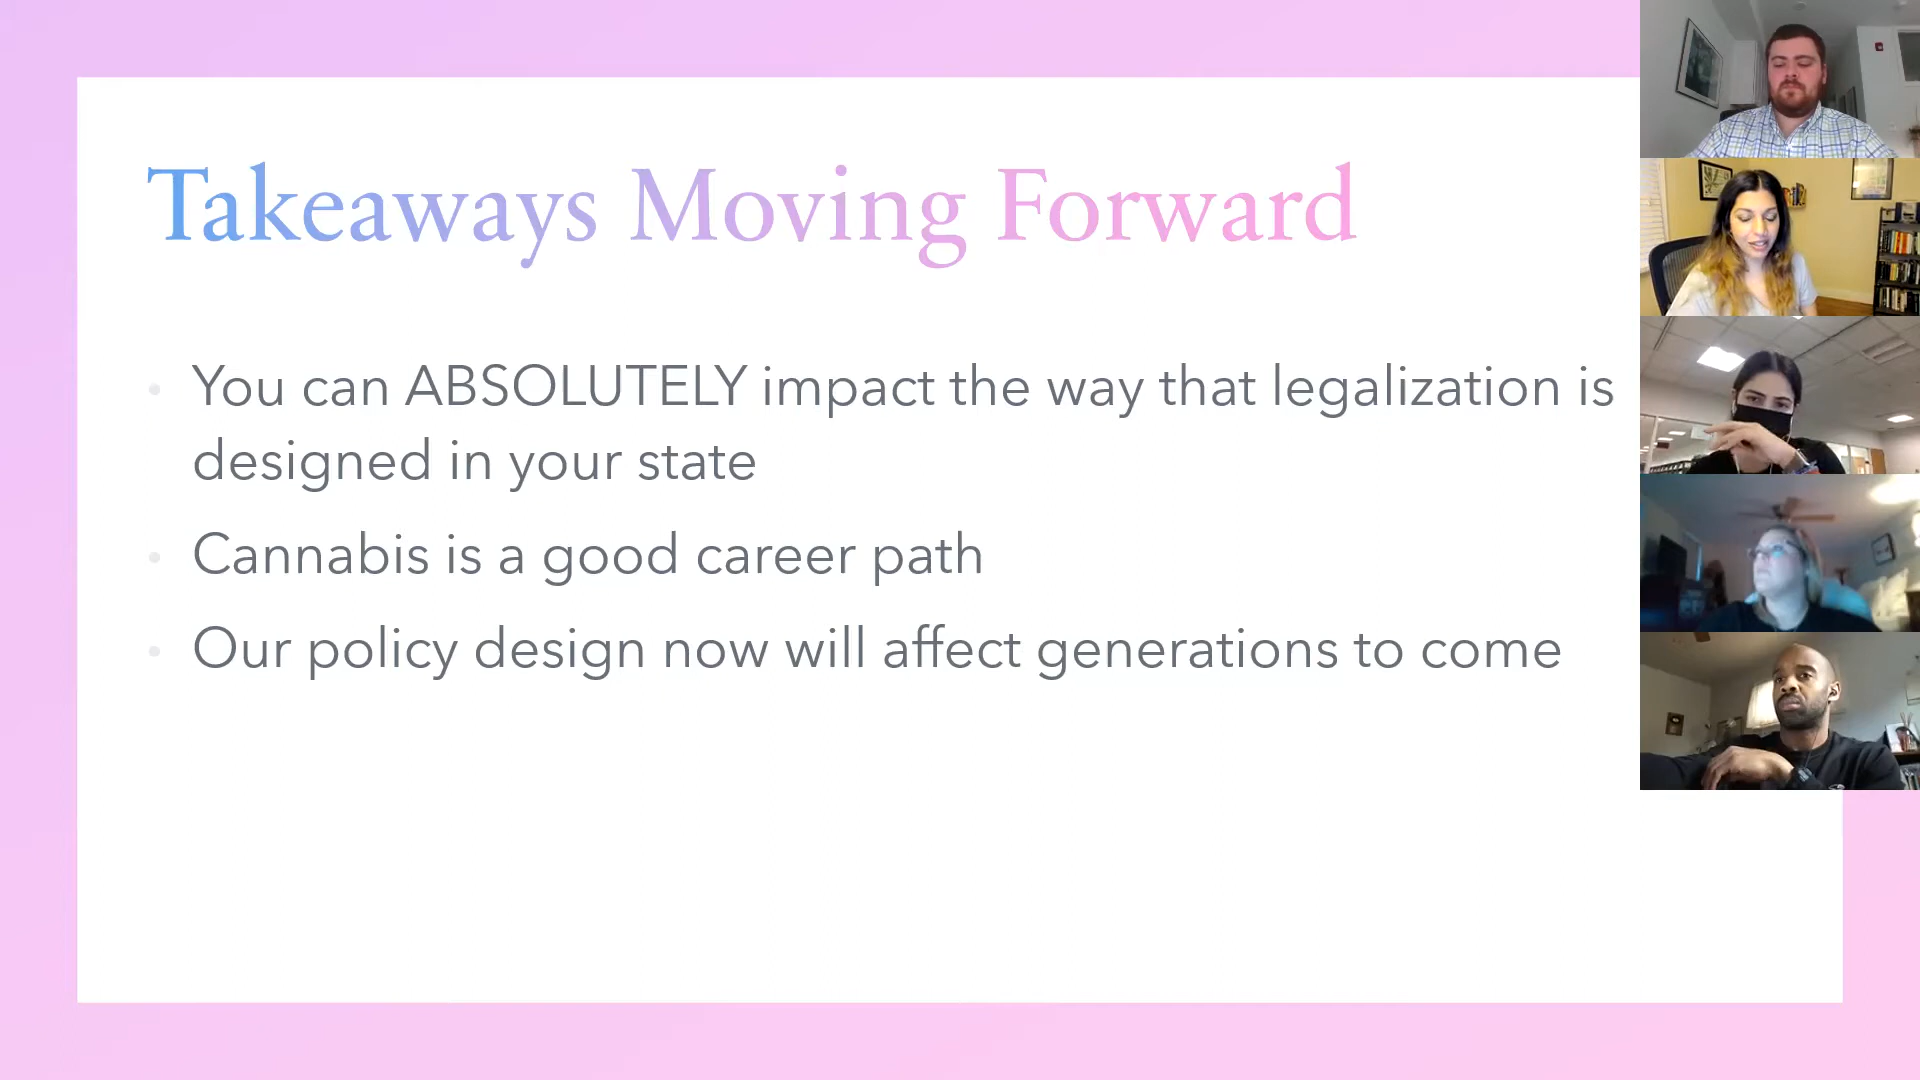 Takeaways Moving Forward
• You can ABSOLUTELY impact the way that legalization is
designed in your state
• Cannabis is a good career path
• Our policy design now will affect generations to come